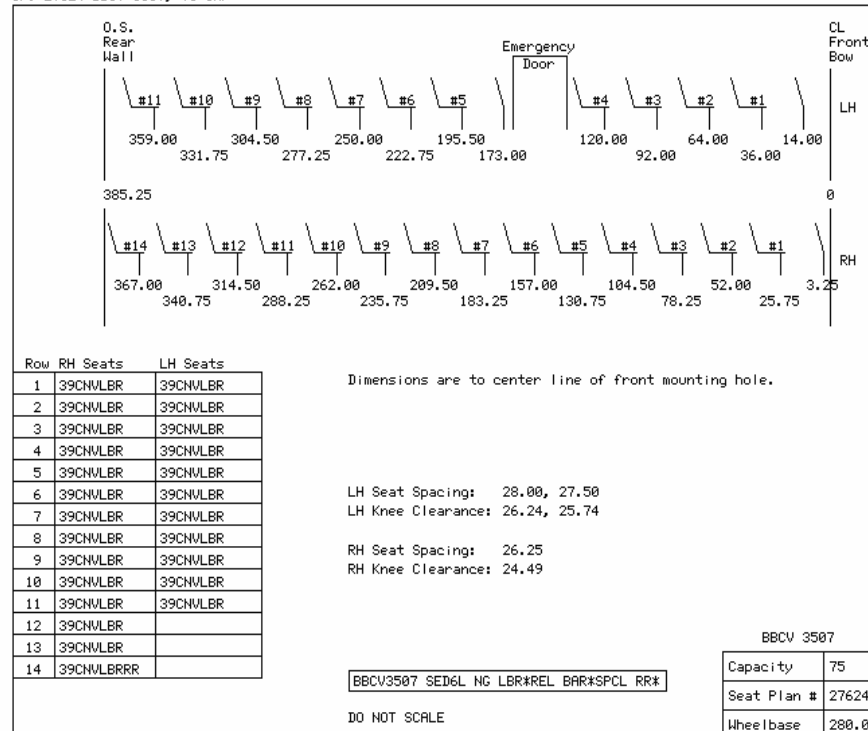 O.S.
Rear
Wall
Emergency
Door
CL
Front
Bow
#11 #10 #9 #8 #7 #6 #5 #4 #3 #2 #1 LH
359.00 304.50 250.00 195.50 120.00 64.00 14.00
331.75 277.25 222.75 173.00 92.00 36.00
385.25 0
#14 #13 #12 #11 #10 #9 #8 #7 #6 #5 #4 #3 #2 #1 RH
367.00 314.50 262.00 209.50 157.00 104.50 52.00 3.25
340.75 288.25 235.75 183.25 130.75 78.25 25.75
Row RH Seats LH Seats
1 39CNVLBR 39CNVLBR
2 39CNVLBR 39CNVLBR
3 39CNVLBR 39CNVLBR
4 39CNVLBR 39CNVLBR
5 39CNVLBR 39CNVLBR
6 39CNVLBR 39CNVLBR
7 39CNVLBR 39CNVLBR
8 39CNVLBR 39CNVLBR
9 39CNVLBR 39CNVLBR
10 39CNVLBR 39CNVLBR
11 39CNVLBR 39CNVLBR
12 39CNVLBR
13 39CNVLBR
14 39CNVLBRRR
Dimensions are to center line of front mounting hole.
LH Seat Spacing: 28.00, 27.50
LH Knee Clearance: 26.24, 25.74
RH Seat Spacing: 26.25
RH Knee Clearance: 24.49
BBCV3507 SED6L NG LBR*REL BAR*SPCL RR*
DO NOT SCALE
BBCV 3507
Capacity 75
Seat Plan # 27624
Wheelbase 280.0